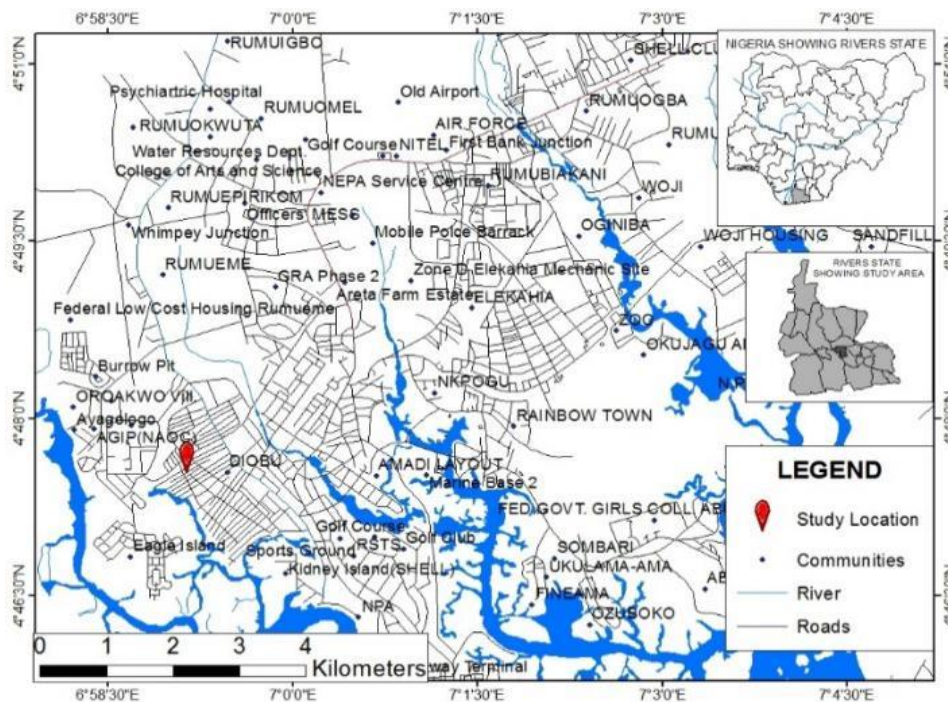 6°58'30"E 7°0'0"E 7°1'30"E 7°3'0"E 7°4'30"E
4°51'0"N
RUMUIGBO
SHELL CLU
NIGERIA SHOWING RIVERS STATE
Psychiartric Hospital
Old Airport
RUMUOMEL
RUMUOGBA
RUMUOKWUTA
AIR FORCE
RUMU
Water Resources Dept.
Golf Course
NITEL
First Bank Junction
College of Arts and Science
NEPA Service Centre
RUMUBIAKANI
RUMUEPIRIKOM
WOJI
Officers' MESS
4°49'30"N
Whimpey Junction
Mobile Police Barrack
OGINIBA
WOJI HOUSING
SANDFILL
RUMUEME
Zone D Elekahia Mechanic Site
RIVERS STATE
SHOWING STUDY AREA
GRA Phase 2
Areta Farm Estate
ELEKAHIA
Federal Low Cost Housing Rumueme
ZOO
OKUJAGU
Burrow Pit
NKPOGU
OROAKWO VIII
RAINBOW TOWN
4°48'0"N
Ayagologo
AGIP(NAOC)
DIOBU
AMADI LAYOUT
Marine Base 2
LEGEND
FED GOVT. GIRLS COLL
Study Location
Golf Course
Golf Club
Eagle Island
Sports Ground
RSTS
SOMBARI
Communities
Kidney Island(SHELL)
UKULAMA-AMA
River
4°46'30"N
FINEAMA
NPA
OZUBOKO
Roads
0 1 2 3 4
Kilometers
way Terminal
6°58'30"E 7°0'0"E 7°1'30"E 7°3'0"E 7°4'30"E